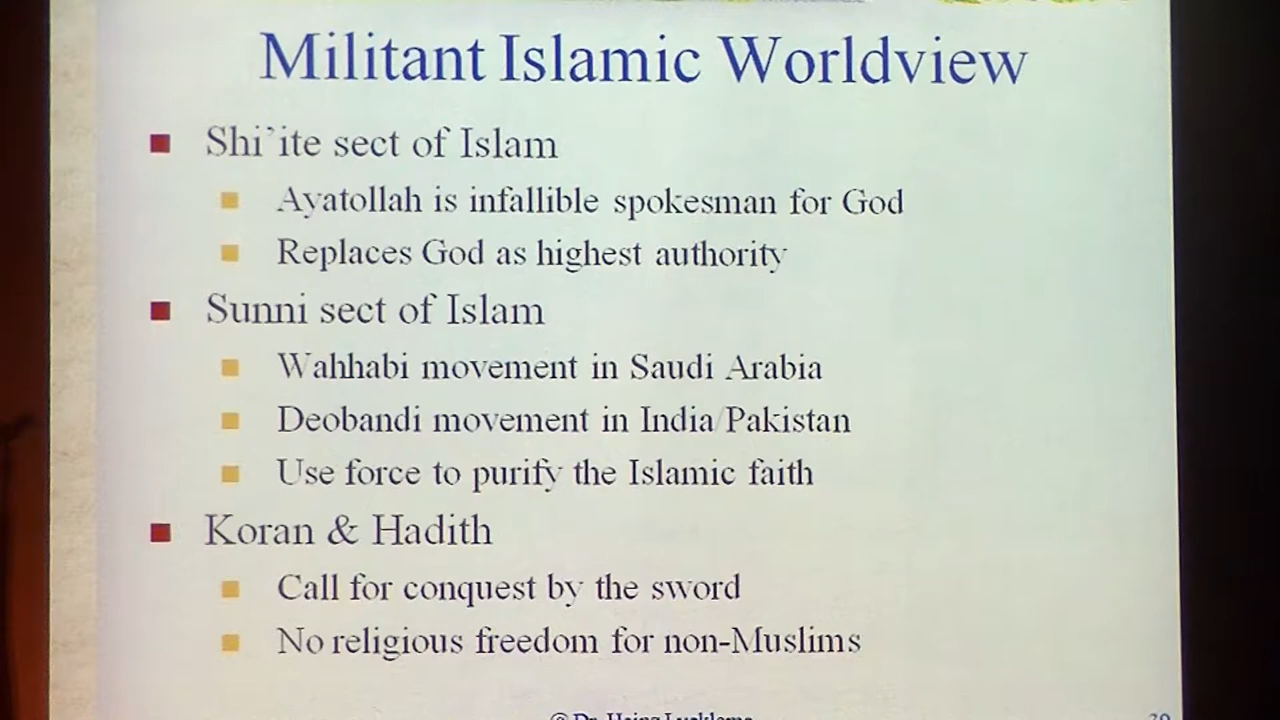 Militant Islamic Worldview
Shi'ite sect of Islam
Ayatollah is infallible spokesman for God
Replaces God as highest authority
Sunni sect of Islam
Wahhabi movement in Saudi Arabia
Deobandi movement in India/Pakistan
Use force to purify the Islamic faith
Koran & Hadith
Call for conquest by the sword
No religious freedom for non-Muslims
© Dr. Heinz